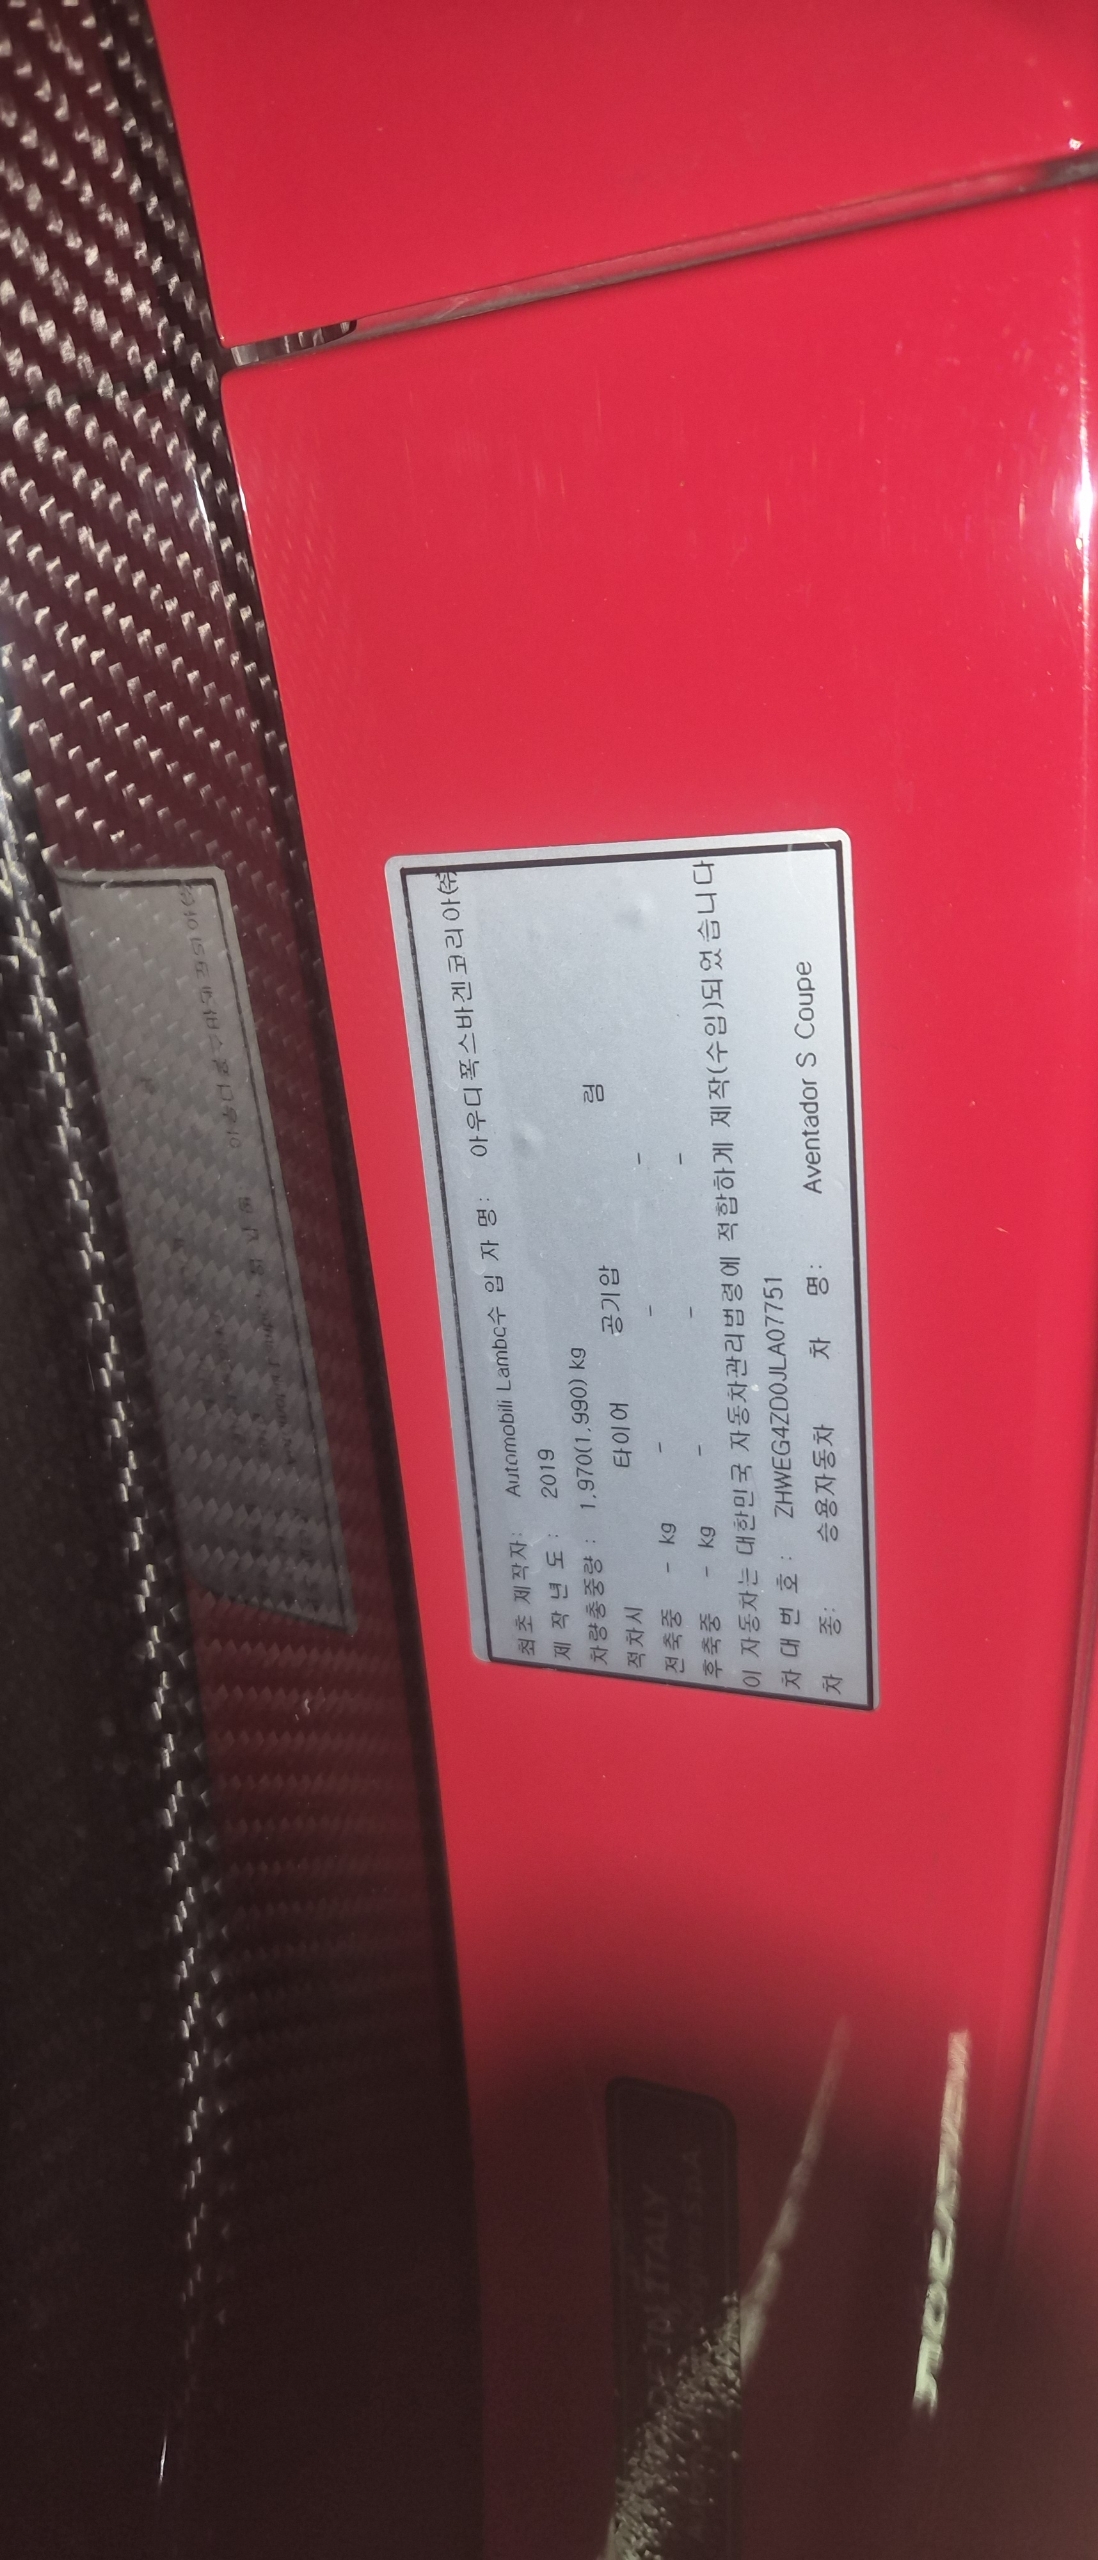 최초 제작자: Automobili Lambc수 입 자 명: 아우디폭스바겐코리아㈜
제 작 년 도 : 2019
차량총중량 : 1,970(1,990) kg
적차시 타이어 공기압 림
전축중 - kg - - -
후축중 - kg - - -
이 자동차는 대한민국 자동차관리법령에 적합하게 제작(수입)되었습니다
차 대 번 호 : ZHWEG4ZD0JLA07751
차 종: 승용자동차 차 명: Aventador S Coupe
ITALY